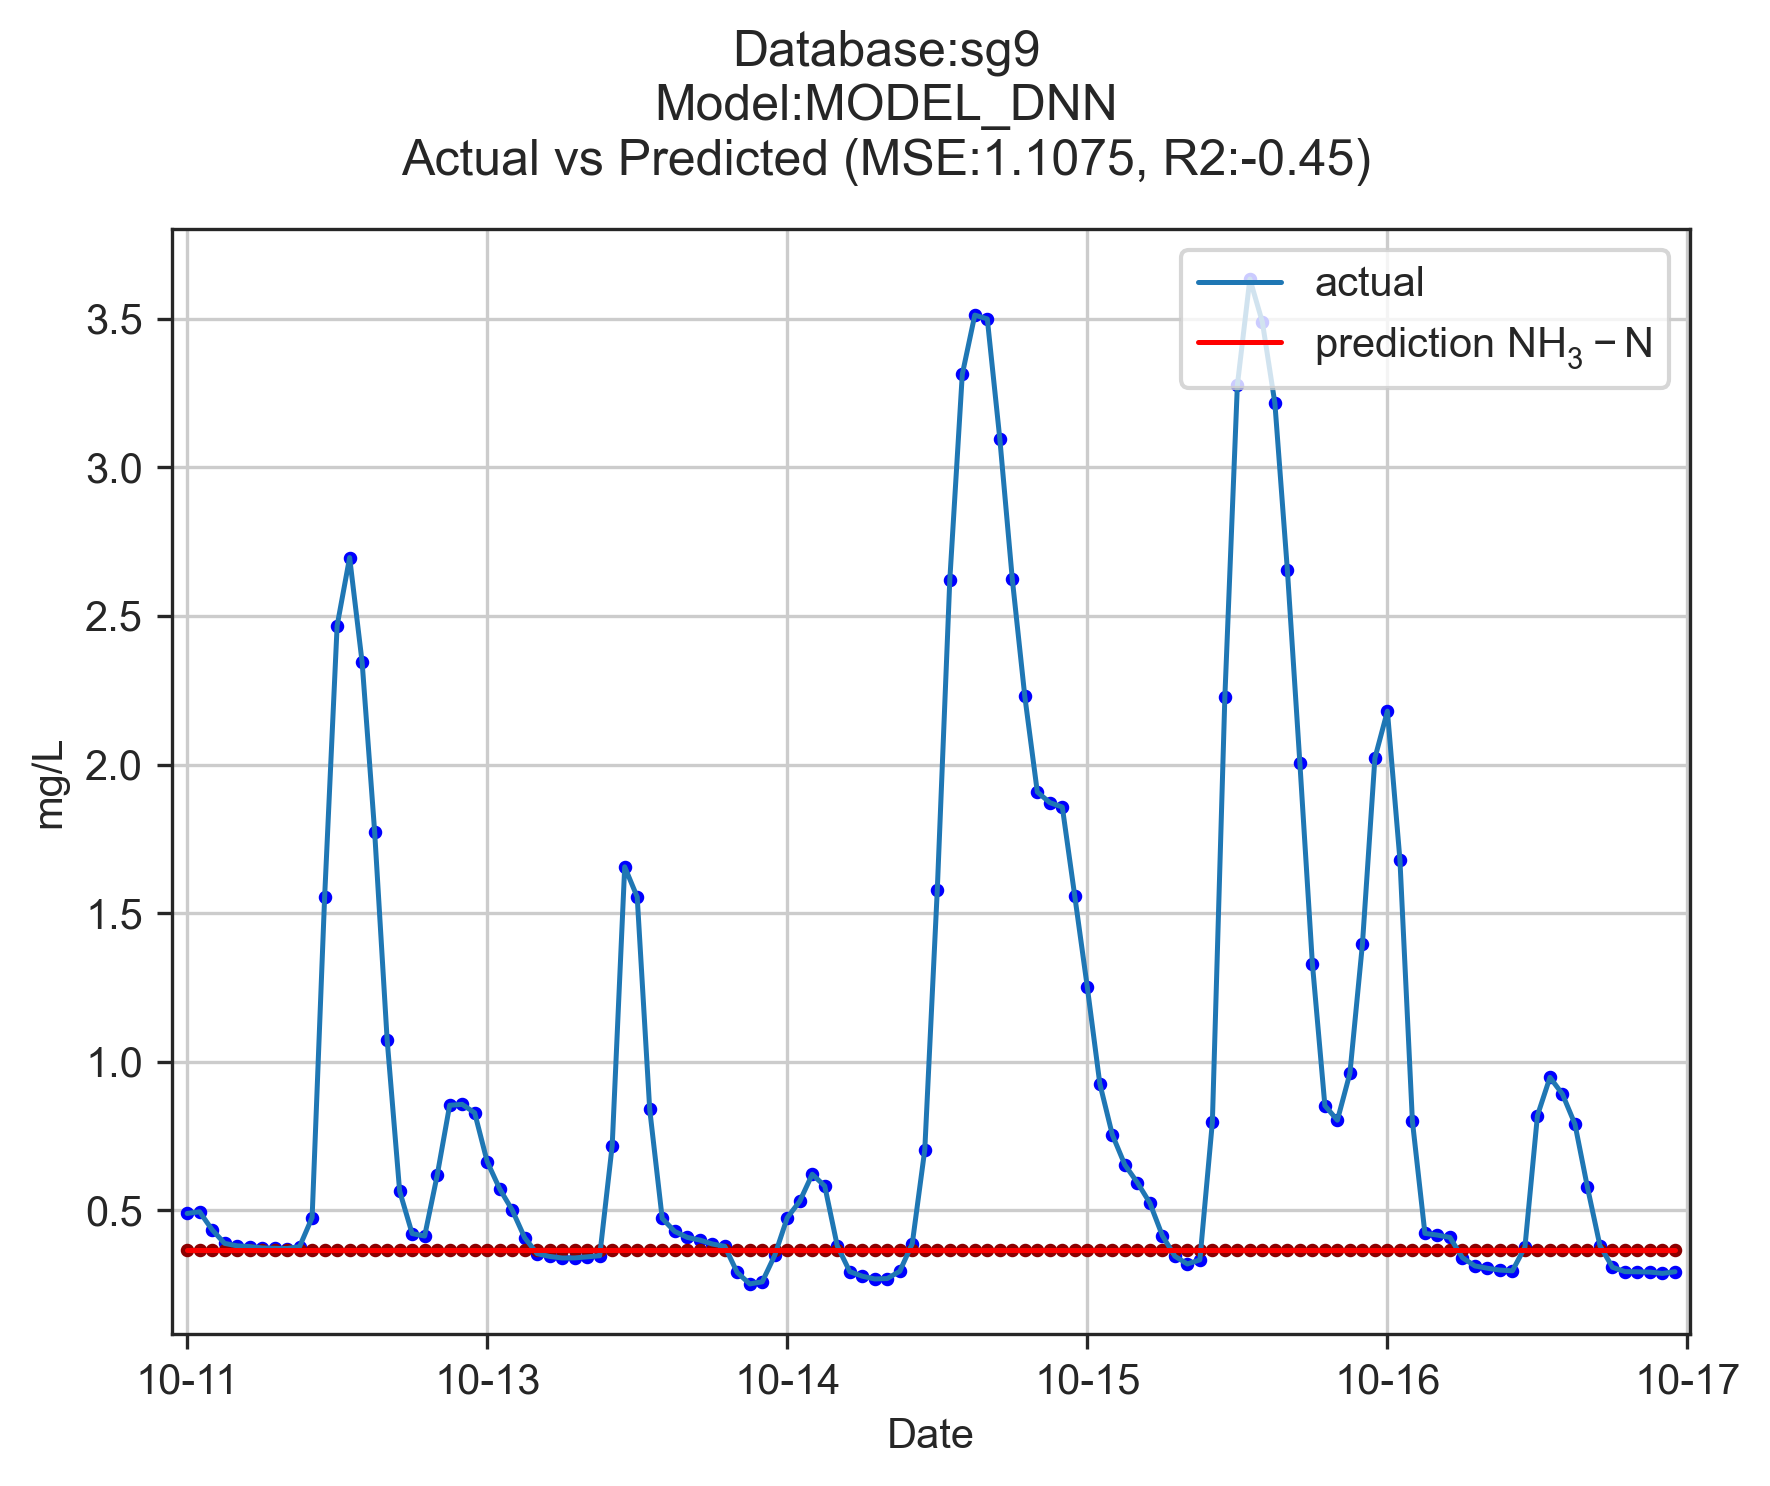 Database:sg9
Model:MODEL_DNN
Actual vs Predicted (MSE:1.1075, R2:-0.45)
actual
prediction NH₃ − N
3.5
3.0
2.5
2.0
1.5
1.0
0.5
mg/L
10-11 10-13 10-14 10-15 10-16 10-17
Date